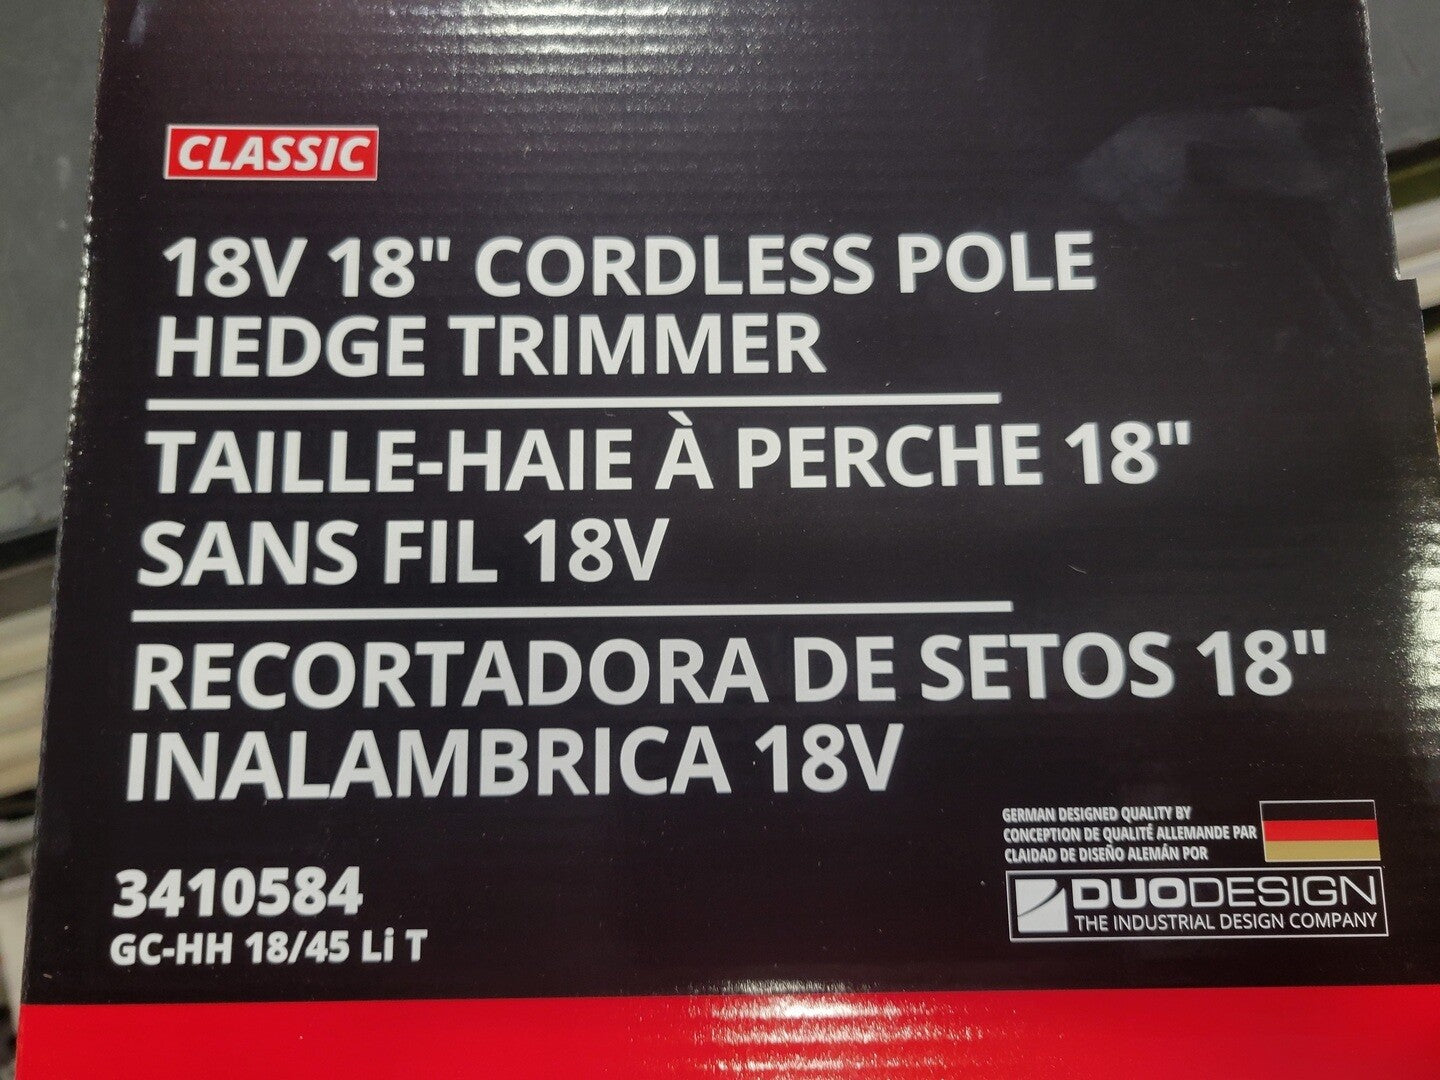 CLASSIC
18V 18" CORDLESS POLE
HEDGE TRIMMER
TAILLE-HAIE À PERCHE 18"
SANS FIL 18V
RECORTADORA DE SETOS 18"
INALAMBRICA 18V
3410584
GC-HH 18/45 Li T
GERMAN DESIGNED QUALITY BY
CONCEPTION DE QUALITÉ ALLEMANDE PAR
CLAIDAD DE DISEÑO ALEMÁN POR
DUODESIGN
THE INDUSTRIAL DESIGN COMPANY